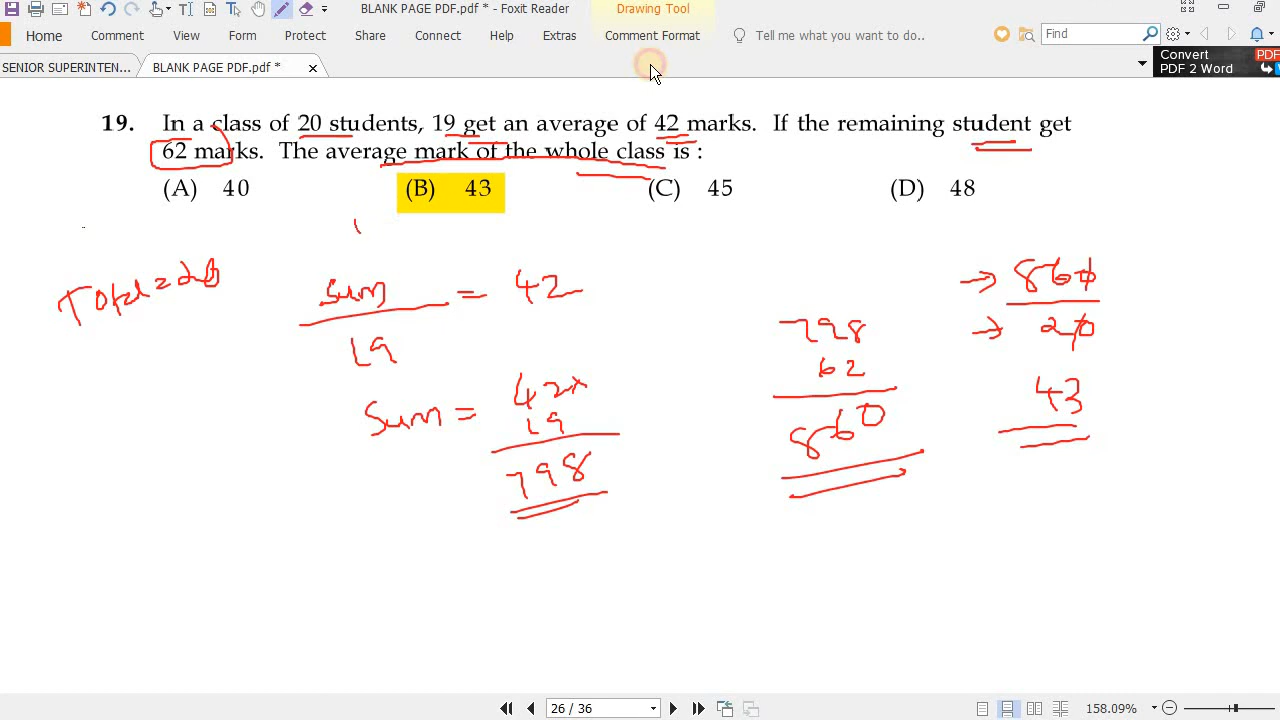 BLANK PAGE PDF.pdf * - Foxit Reader
Drawing Tool
Home Comment View Form Protect Share Connect Help Extras Comment Format Tell me what you want to do.. Find
SENIOR SUPERINTEN... BLANK PAGE PDF.pdf * Convert PDF
PDF 2 Word
19. In a class of 20 students, 19 get an average of 42 marks. If the remaining student get
62 marks. The average mark of the whole class is :
(A) 40 (B) 43 (C) 45 (D) 48
Total = 20
sum = 42
19
Sum = 42x
19
798
798
62
860
→ 860
→ 20
43
26 / 36
158.09%